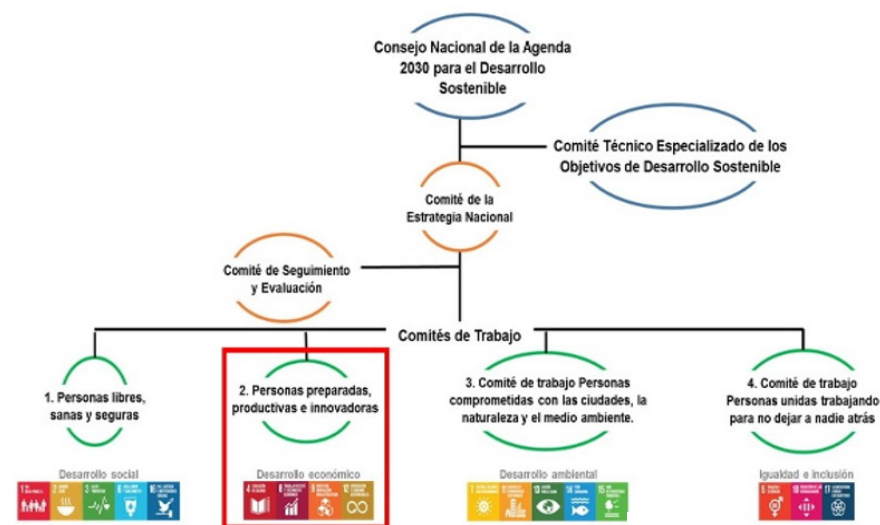 Consejo Nacional de la Agenda
2030 para el Desarrollo
Sostenible
Comité Técnico Especializado de los
Objetivos de Desarrollo Sostenible
Comité de la
Estrategia Nacional
Comité de Seguimiento
y Evaluación
Comités de Trabajo
1. Personas libres,
sanas y seguras
2. Personas preparadas,
productivas e innovadoras
3. Comité de trabajo Personas
comprometidas con las ciudades, la
naturaleza y el medio ambiente.
4. Comité de trabajo
Personas unidas trabajando
para no dejar a nadie atrás
Desarrollo social
Desarrollo económico
Desarrollo ambiental
Igualdad e inclusión